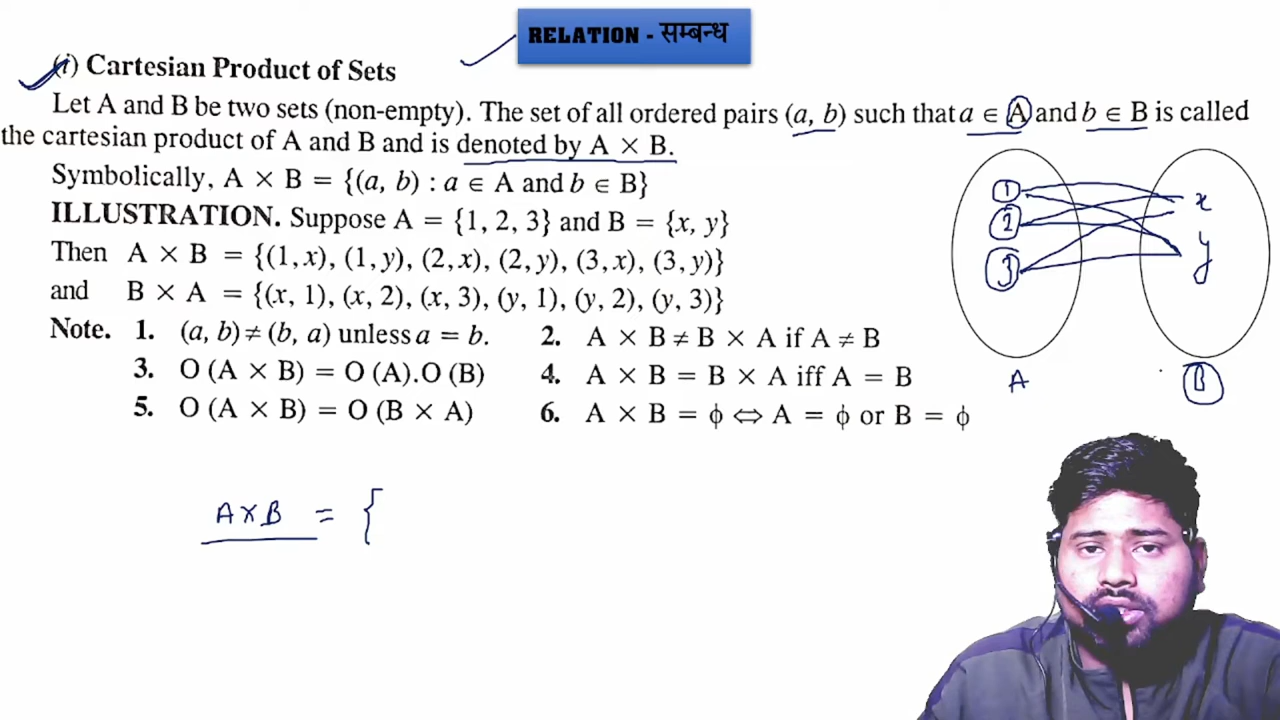 RELATION - सम्बन्ध
(i) Cartesian Product of Sets
Let A and B be two sets (non-empty). The set of all ordered pairs (a, b) such that a ∈ A and b ∈ B is called
the cartesian product of A and B and is denoted by A × B.
Symbolically, A × B = {(a, b) : a ∈ A and b ∈ B}
ILLUSTRATION. Suppose A = {1, 2, 3} and B = {x, y}
Then A × B = {(1, x), (1, y), (2, x), (2, y), (3, x), (3, y)}
and B × A = {(x, 1), (x, 2), (x, 3), (y, 1), (y, 2), (y, 3)}
Note. 1. (a, b) ≠ (b, a) unless a = b. 2. A × B ≠ B × A if A ≠ B
3. O (A × B) = O (A).O (B) 4. A × B = B × A iff A = B
5. O (A × B) = O (B × A) 6. A × B = ϕ ⇔ A = ϕ or B = ϕ
1 x
2
3 y
A B
A×B = {